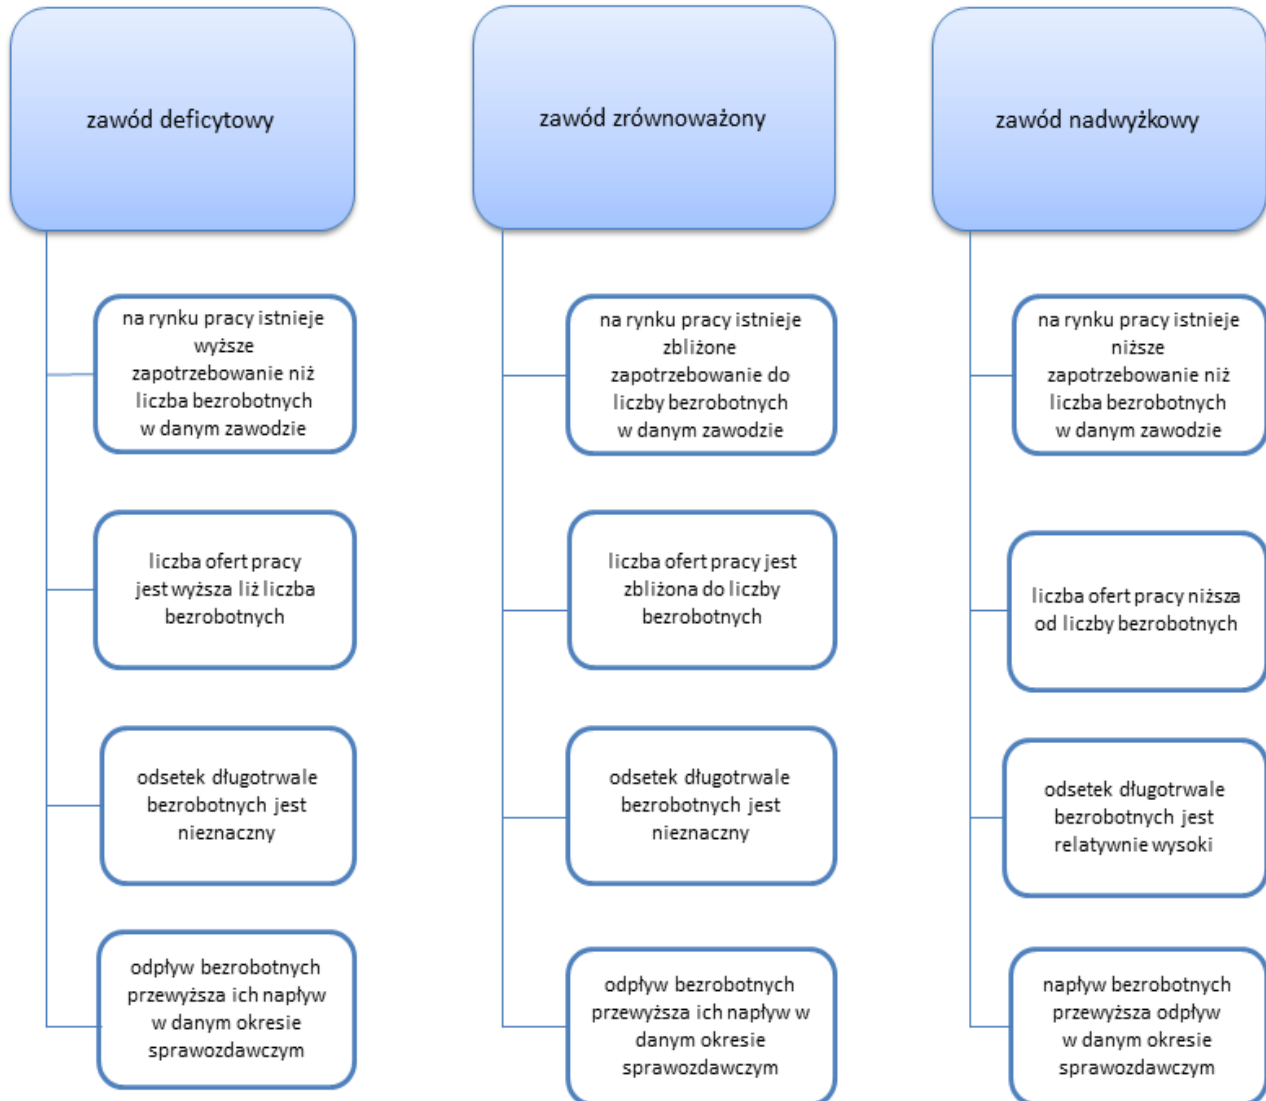 zawód deficytowy
na rynku pracy istnieje
wyższe
zapotrzebowanie niż
liczba bezrobotnych
w danym zawodzie
liczba ofert pracy
jest wyższa liż liczba
bezrobotnych
odsetek długotrwale
bezrobotnych jest
nieznaczny
odpływ bezrobotnych
przewyższa ich napływ
w danym okresie
sprawozdawczym
zawód zrównoważony
na rynku pracy istnieje
zbliżone
zapotrzebowanie do
liczby bezrobotnych
w danym zawodzie
liczba ofert pracy jest
zbliżona do liczby
bezrobotnych
odsetek długotrwale
bezrobotnych jest
nieznaczny
odpływ bezrobotnych
przewyższa ich napływ w
danym okresie
sprawozdawczym
zawód nadwyżkowy
na rynku pracy istnieje
niższe
zapotrzebowanie niż
liczba bezrobotnych
w danym zawodzie
liczba ofert pracy niższa
od liczby bezrobotnych
odsetek długotrwale
bezrobotnych jest
relatywnie wysoki
napływ bezrobotnych
przewyższa odpływ
w danym okresie
sprawozdawczym